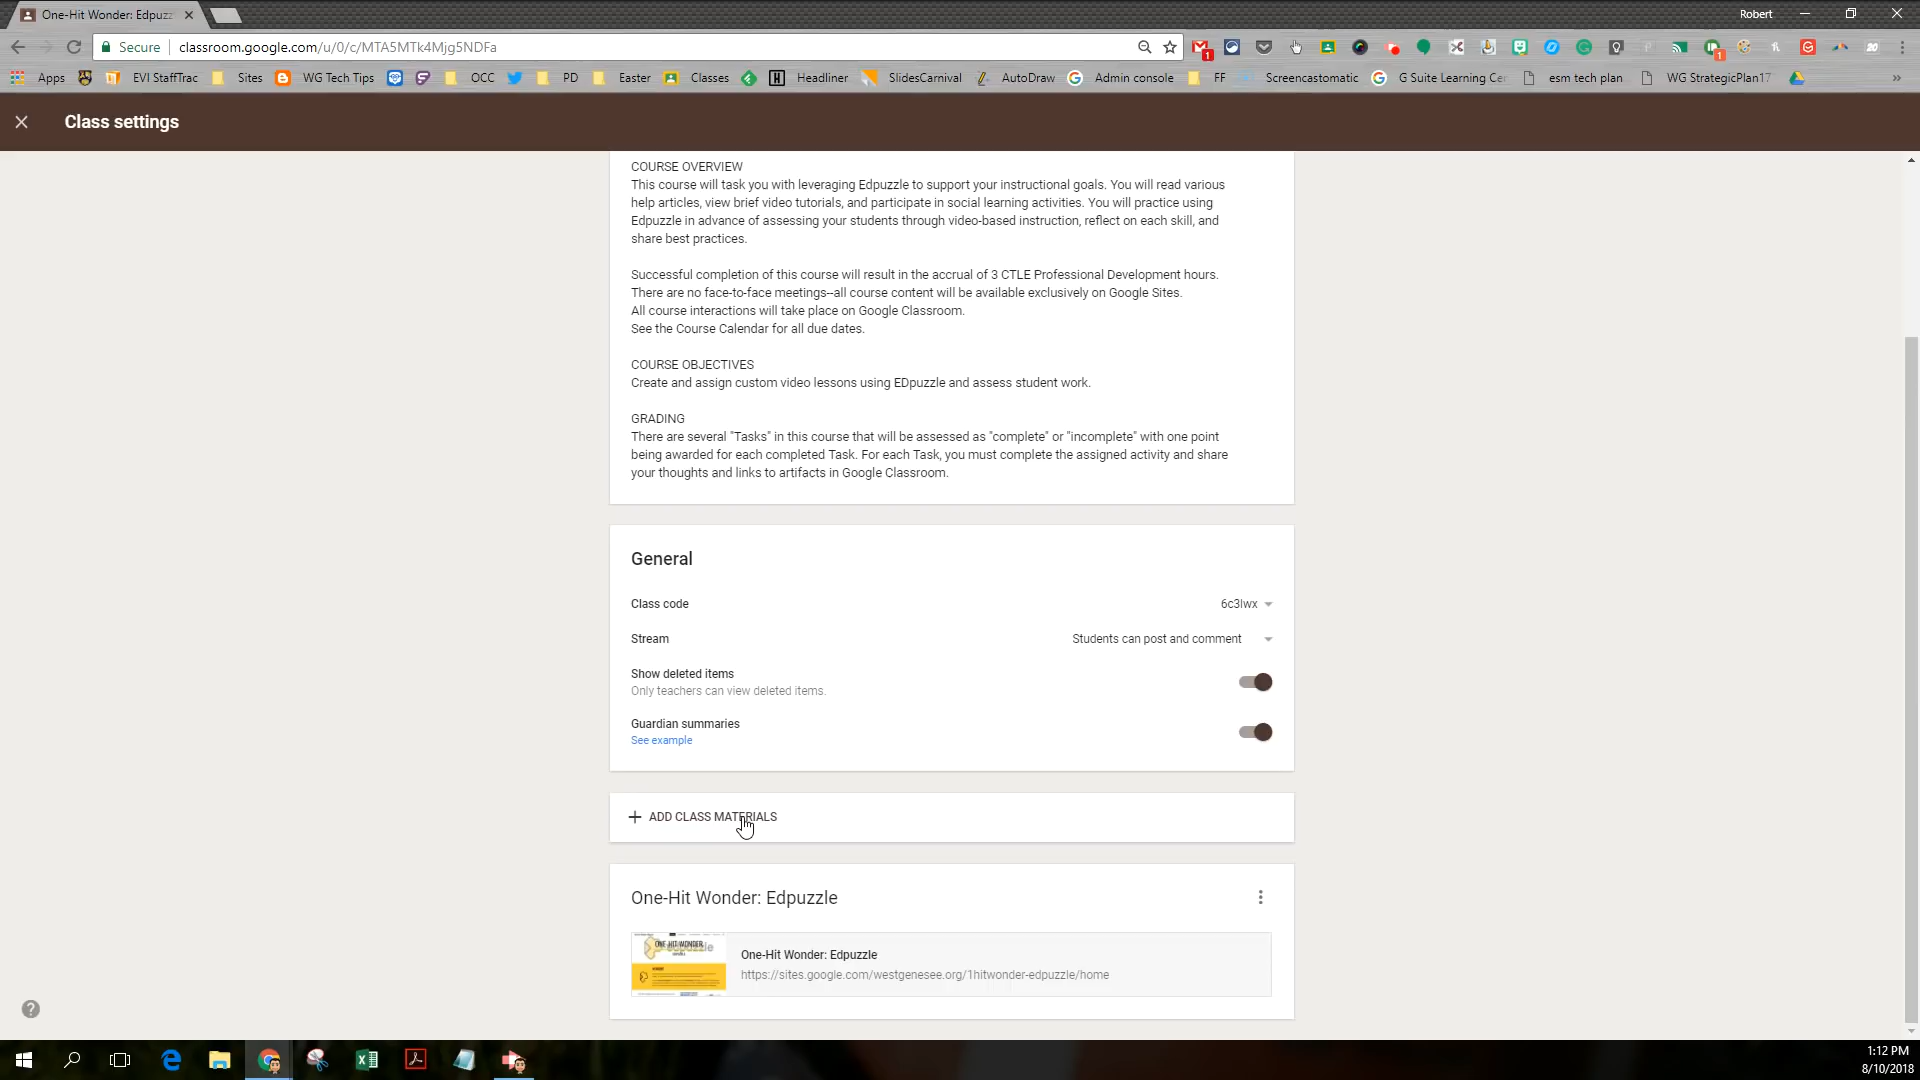 One-Hit Wonder: Edpuzz
Robert
Secure
classroom.google.com/u/0/c/MTA5MTk4Mjg5NDFa
Apps
EVI StaffTrac
Sites
WG Tech Tips
OCC
PD
Easter
Classes
Headliner
SlidesCarnival
AutoDraw
Admin console
FF
Screencastomatic
G Suite Learning Cer
esm tech plan
WG StrategicPlan17
Class settings
COURSE OVERVIEW
This course will task you with leveraging Edpuzzle to support your instructional goals. You will read various
help articles, view brief video tutorials, and participate in social learning activities. You will practice using
Edpuzzle in advance of assessing your students through video-based instruction, reflect on each skill, and
share best practices.
Successful completion of this course will result in the accrual of 3 CTLE Professional Development hours.
There are no face-to-face meetings--all course content will be available exclusively on Google Sites.
All course interactions will take place on Google Classroom.
See the Course Calendar for all due dates.
COURSE OBJECTIVES
Create and assign custom video lessons using EDpuzzle and assess student work.
GRADING
There are several "Tasks" in this course that will be assessed as "complete" or "incomplete" with one point
being awarded for each completed Task. For each Task, you must complete the assigned activity and share
your thoughts and links to artifacts in Google Classroom.
General
Class code
6c3lwx
Stream
Students can post and comment
Show deleted items
Only teachers can view deleted items.
Guardian summaries
See example
ADD CLASS MATERIALS
One-Hit Wonder: Edpuzzle
ONE-HIT WONDER
One-Hit Wonder: Edpuzzle
https://sites.google.com/westgenesee.org/1hitwonder-edpuzzle/home
1:12 PM
8/10/2018